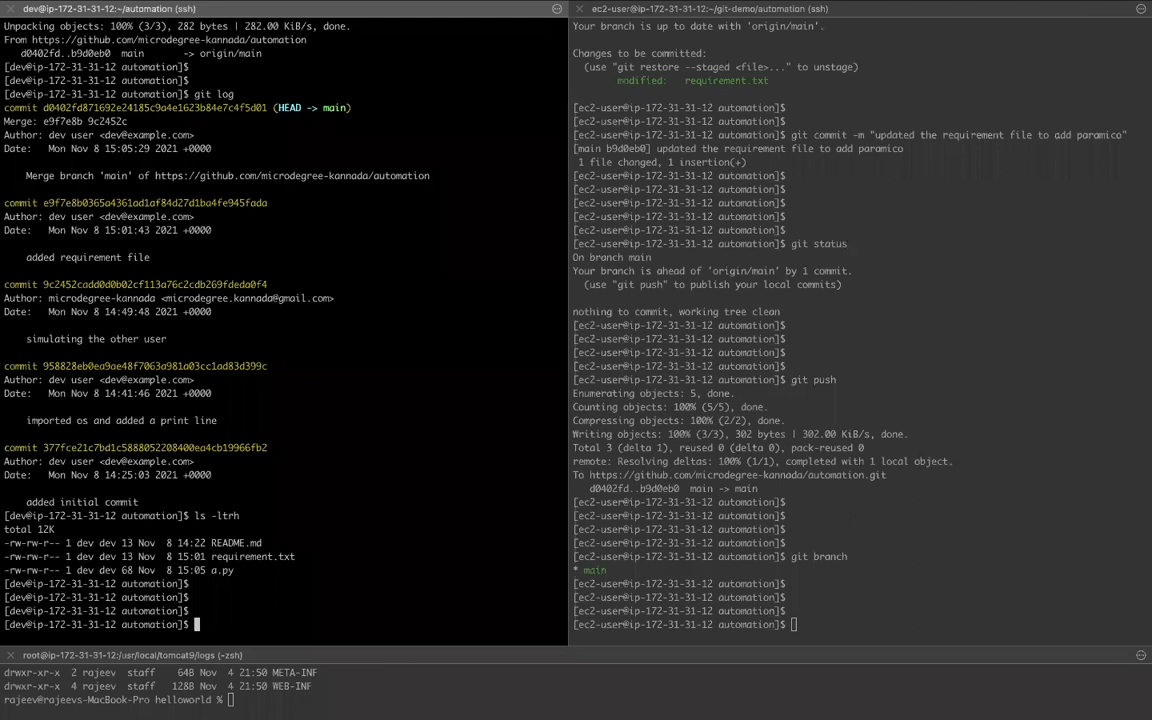 dev@ip-172-31-31-12:~/automation (ssh)
Unpacking objects: 100% (3/3), 282 bytes | 282.00 KiB/s, done.
From https://github.com/microdegree-kannada/automation
   d0402fd..b9d0eb0  main       -> origin/main
[dev@ip-172-31-31-12 automation]$
[dev@ip-172-31-31-12 automation]$
[dev@ip-172-31-31-12 automation]$ git log
commit d0402fd871692e24185c9a4e1623b84e7c4f5d01 (HEAD -> main)
Merge: e9f7e8b 9c2452c
Author: dev user <dev@example.com>
Date:   Mon Nov 8 15:05:29 2021 +0000
    Merge branch 'main' of https://github.com/microdegree-kannada/automation
commit e9f7e8b0365a4361ad1af84d27d1ba4fe945fada
Author: dev user <dev@example.com>
Date:   Mon Nov 8 15:01:43 2021 +0000
    added requirement file
commit 9c2452cadd0d0b02cf113a76c2cdb269fdeda0f4
Author: microdegree-kannada <microdegree.kannada@gmail.com>
Date:   Mon Nov 8 14:49:48 2021 +0000
    simulating the other user
commit 958828eb0ea9ae48f7063a981a03cc1ad83d399c
Author: dev user <dev@example.com>
Date:   Mon Nov 8 14:41:46 2021 +0000
    imported os and added a print line
commit 377fce21c7bd1c5888052208400ea4cb19966fb2
Author: dev user <dev@example.com>
Date:   Mon Nov 8 14:25:03 2021 +0000
    added initial commit
[dev@ip-172-31-31-12 automation]$ ls -ltrh
total 12K
-rw-rw-r-- 1 dev dev 13 Nov  8 14:22 README.md
-rw-rw-r-- 1 dev dev 13 Nov  8 15:01 requirement.txt
-rw-rw-r-- 1 dev dev 68 Nov  8 15:05 a.py
[dev@ip-172-31-31-12 automation]$
[dev@ip-172-31-31-12 automation]$
[dev@ip-172-31-31-12 automation]$
[dev@ip-172-31-31-12 automation]$
ec2-user@ip-172-31-31-12:~/git-demo/automation (ssh)
Your branch is up to date with 'origin/main'.
Changes to be committed:
  (use "git restore --staged <file>..." to unstage)
        modified:   requirement.txt
[ec2-user@ip-172-31-31-12 automation]$
[ec2-user@ip-172-31-31-12 automation]$
[ec2-user@ip-172-31-31-12 automation]$ git commit -m "updated the requirement file to add paramico"
[main b9d0eb0] updated the requirement file to add paramico
 1 file changed, 1 insertion(+)
[ec2-user@ip-172-31-31-12 automation]$
[ec2-user@ip-172-31-31-12 automation]$
[ec2-user@ip-172-31-31-12 automation]$
[ec2-user@ip-172-31-31-12 automation]$
[ec2-user@ip-172-31-31-12 automation]$
[ec2-user@ip-172-31-31-12 automation]$ git status
On branch main
Your branch is ahead of 'origin/main' by 1 commit.
  (use "git push" to publish your local commits)
nothing to commit, working tree clean
[ec2-user@ip-172-31-31-12 automation]$
[ec2-user@ip-172-31-31-12 automation]$
[ec2-user@ip-172-31-31-12 automation]$
[ec2-user@ip-172-31-31-12 automation]$
[ec2-user@ip-172-31-31-12 automation]$ git push
Enumerating objects: 5, done.
Counting objects: 100% (5/5), done.
Compressing objects: 100% (2/2), done.
Writing objects: 100% (3/3), 302 bytes | 302.00 KiB/s, done.
Total 3 (delta 1), reused 0 (delta 0), pack-reused 0
remote: Resolving deltas: 100% (1/1), completed with 1 local object.
To https://github.com/microdegree-kannada/automation.git
   d0402fd..b9d0eb0  main -> main
[ec2-user@ip-172-31-31-12 automation]$
[ec2-user@ip-172-31-31-12 automation]$
[ec2-user@ip-172-31-31-12 automation]$
[ec2-user@ip-172-31-31-12 automation]$
[ec2-user@ip-172-31-31-12 automation]$ git branch
* main
[ec2-user@ip-172-31-31-12 automation]$
[ec2-user@ip-172-31-31-12 automation]$
[ec2-user@ip-172-31-31-12 automation]$
[ec2-user@ip-172-31-31-12 automation]$
root@ip-172-31-31-12:/usr/local/tomcat9/logs (-zsh)
drwxr-xr-x  2 rajeev  staff    64B Nov  4 21:50 META-INF
drwxr-xr-x  4 rajeev  staff   128B Nov  4 21:50 WEB-INF
rajeev@rajeevs-MacBook-Pro helloworld %